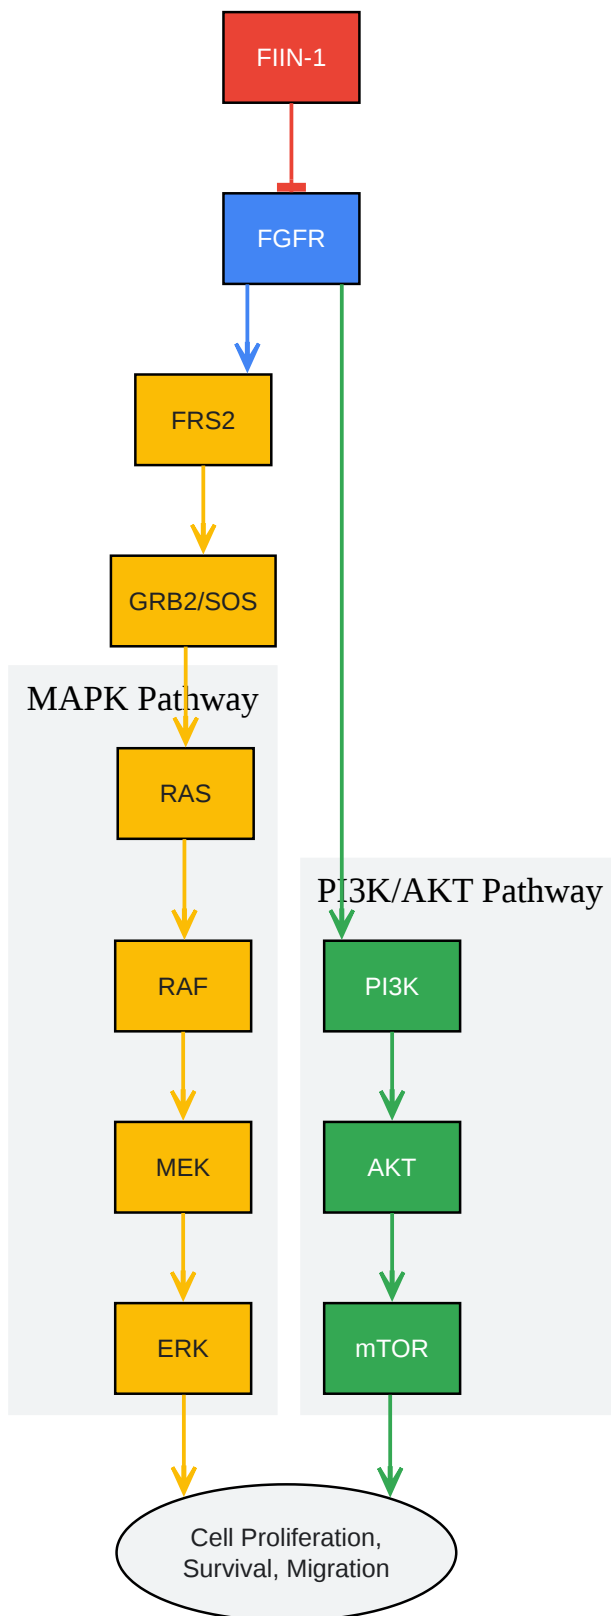 FIIN-1
FGFR
FRS2
GRB2/SOS
MAPK Pathway
RAS
PI3K/AKT Pathway
RAF
PI3K
MEK
AKT
ERK
mTOR
Cell Proliferation,
Survival, Migration